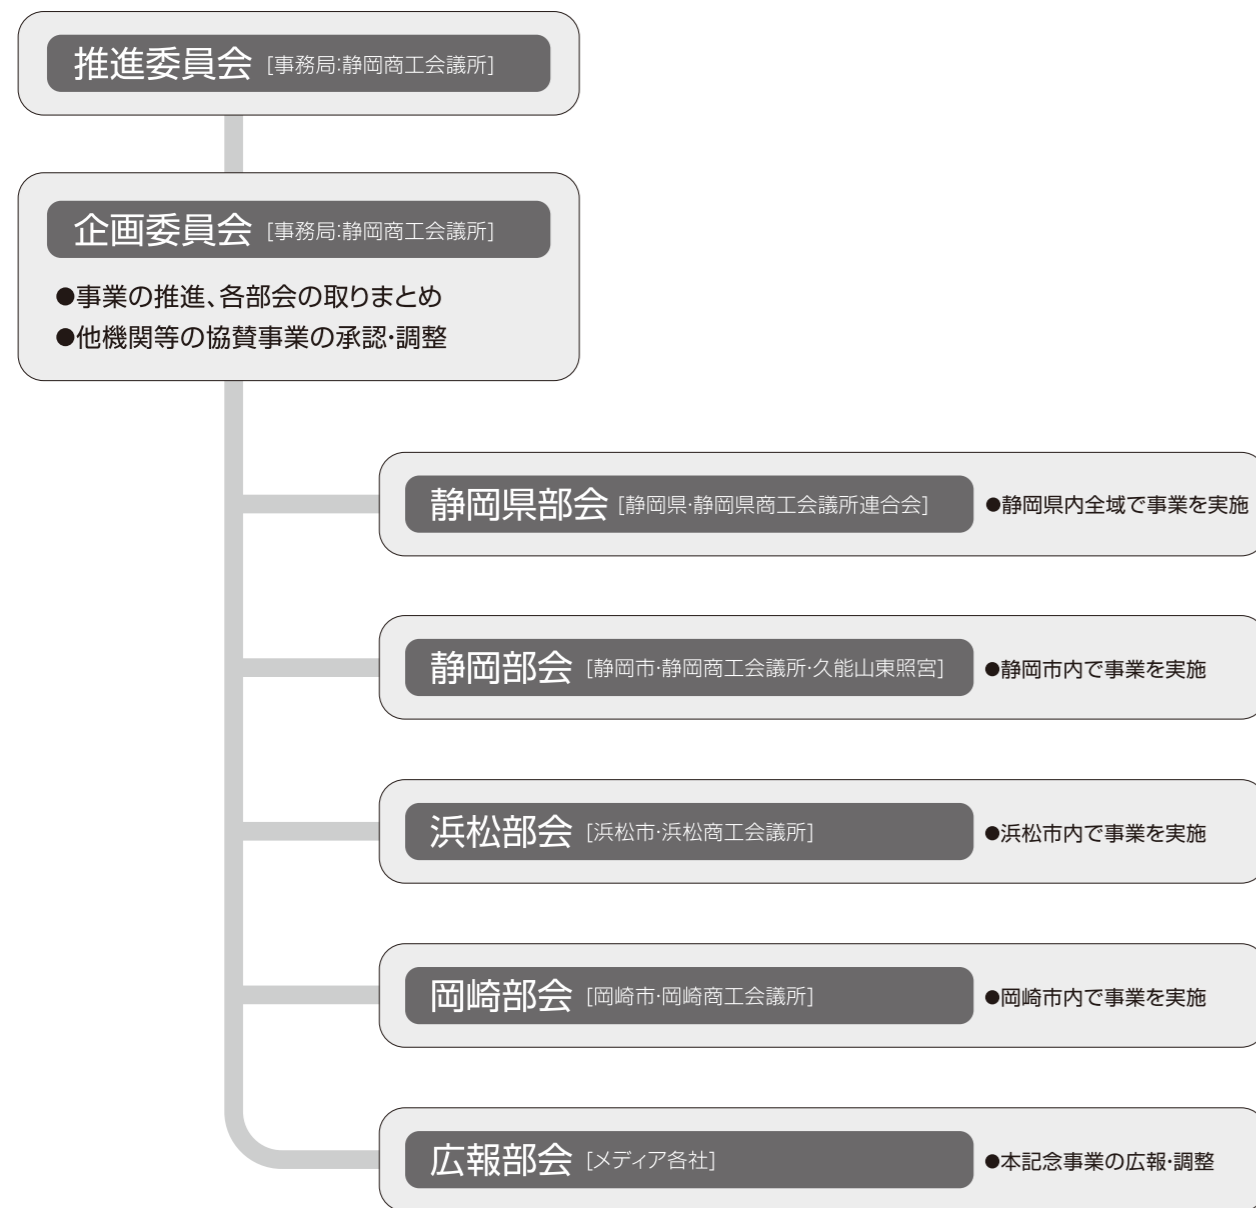 推進委員会 [事務局:静岡商工会議所]
企画委員会 [事務局:静岡商工会議所]
●事業の推進、各部会の取りまとめ
●他機関等の協賛事業の承認・調整
静岡県部会 [静岡県・静岡県商工会議所連合会] ●静岡県内全域で事業を実施
静岡部会 [静岡市・静岡商工会議所・久能山東照宮] ●静岡市内で事業を実施
浜松部会 [浜松市・浜松商工会議所] ●浜松市内で事業を実施
岡崎部会 [岡崎市・岡崎商工会議所] ●岡崎市内で事業を実施
広報部会 [メディア各社] ●本記念事業の広報・調整